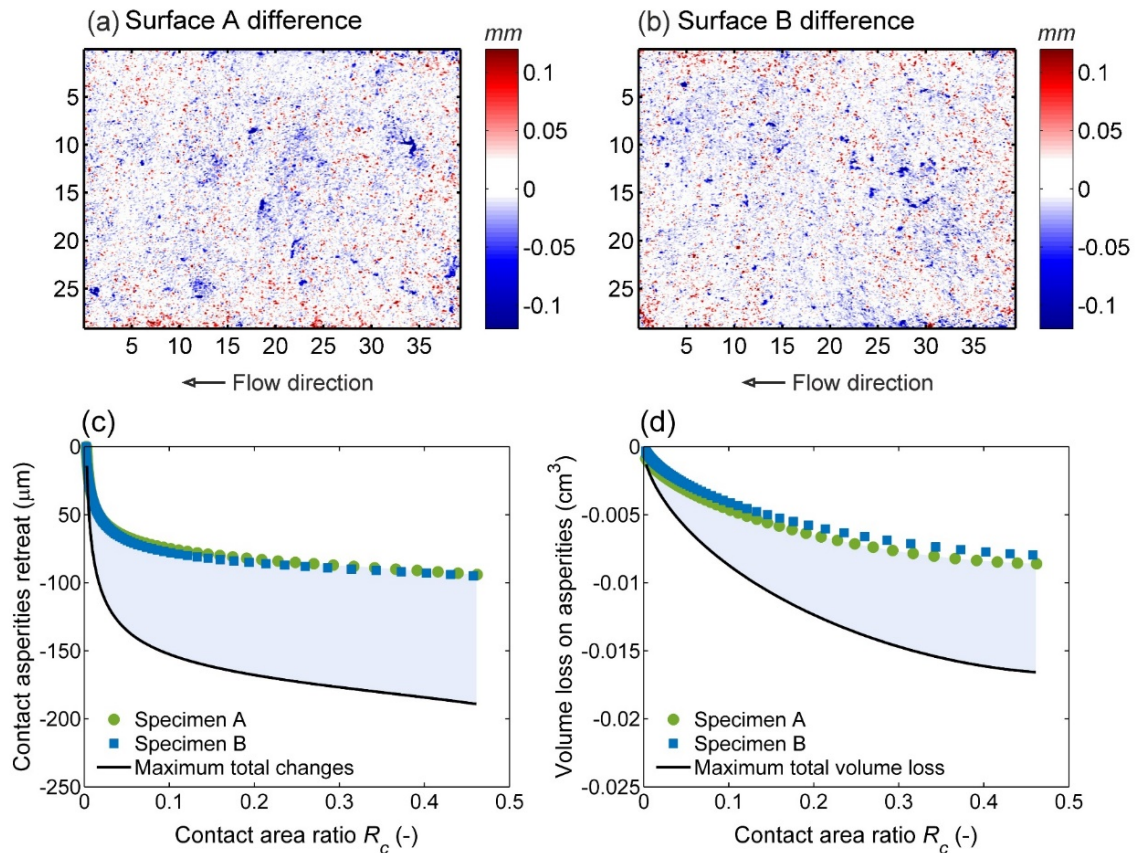 (a) Surface A difference
mm
0.1
0.05
0
-0.05
-0.1
5
10
15
20
25
5 10 15 20 25 30 35
← Flow direction
(b) Surface B difference
mm
0.1
0.05
0
-0.05
-0.1
5
10
15
20
25
5 10 15 20 25 30 35
← Flow direction
(c)
Contact asperities retreat (μm)
0
50
-100
-150
-200
-250
Specimen A
Specimen B
Maximum total changes
0 0.1 0.2 0.3 0.4 0.5
Contact area ratio R_c (-)
(d)
Volume loss on asperities (cm³)
0
-0.005
-0.01
-0.015
-0.02
-0.025
Specimen A
Specimen B
Maximum total volume loss
0 0.1 0.2 0.3 0.4 0.5
Contact area ratio R_c (-)